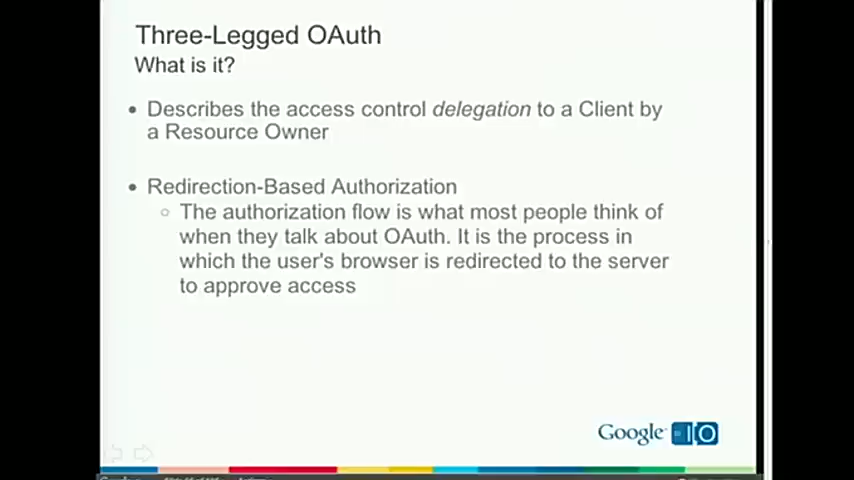 Three-Legged OAuth
What is it?
• Describes the access control delegation to a Client by
a Resource Owner
• Redirection-Based Authorization
○ The authorization flow is what most people think of
when they talk about OAuth. It is the process in
which the user's browser is redirected to the server
to approve access
Google IO